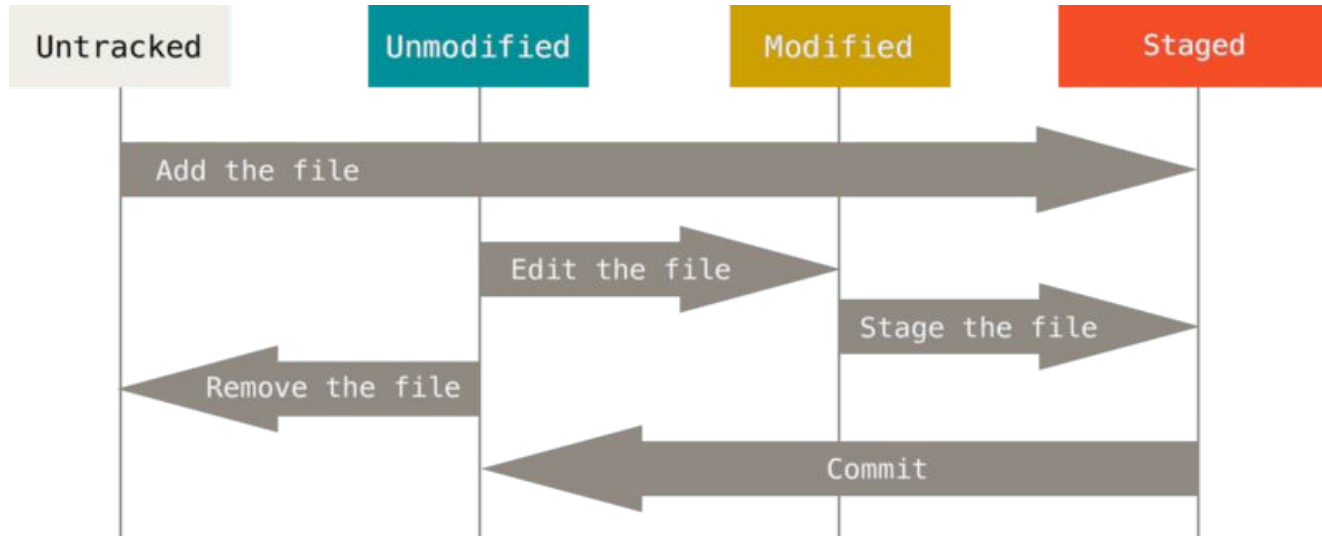 Untracked
Unmodified
Modified
Staged
Add the file
Edit the file
Stage the file
Remove the file
Commit